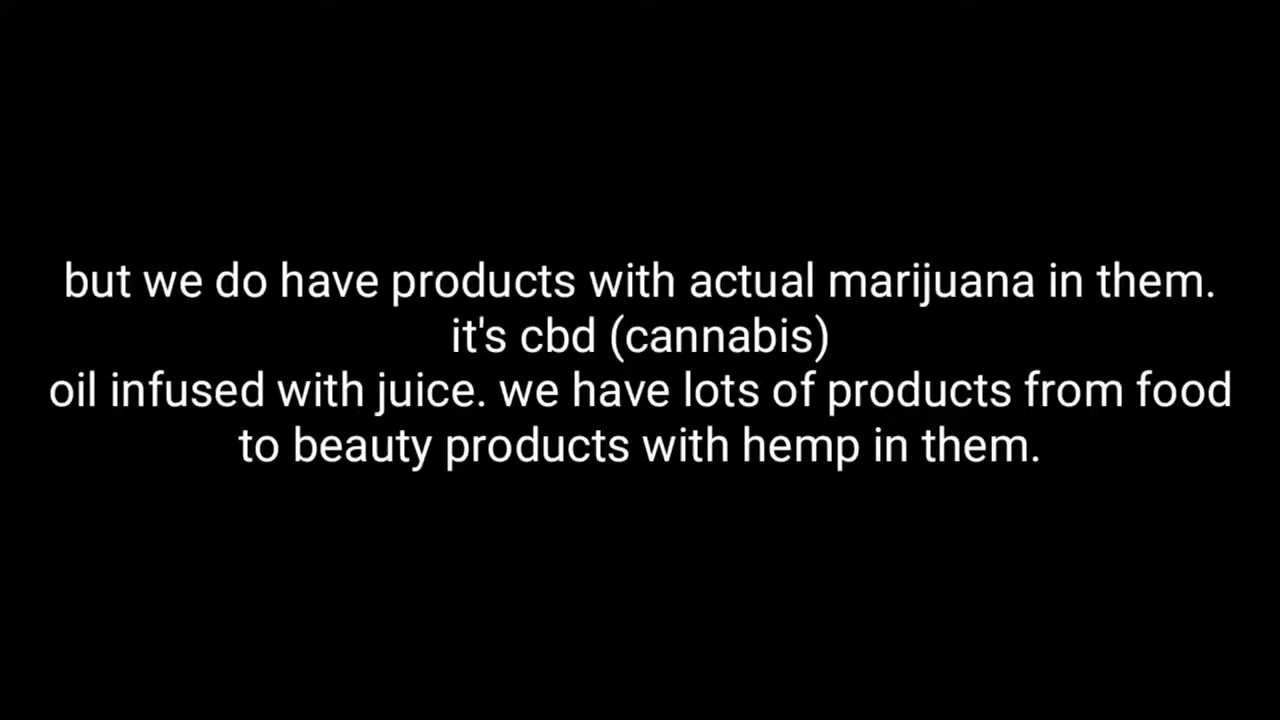 but we do have products with actual marijuana in them.
it's cbd (cannabis)
oil infused with juice. we have lots of products from food
to beauty products with hemp in them.